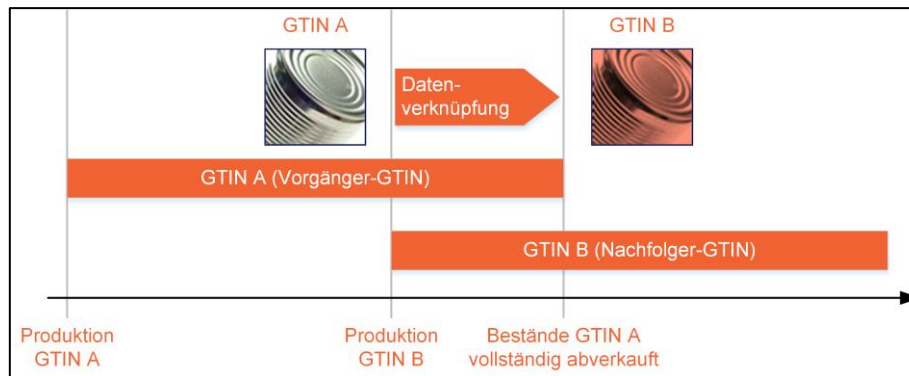 GTIN A
GTIN B
Daten-
verknüpfung
GTIN A (Vorgänger-GTIN)
GTIN B (Nachfolger-GTIN)
Produktion
GTIN A
Produktion
GTIN B
Bestände GTIN A
vollständig abverkauft